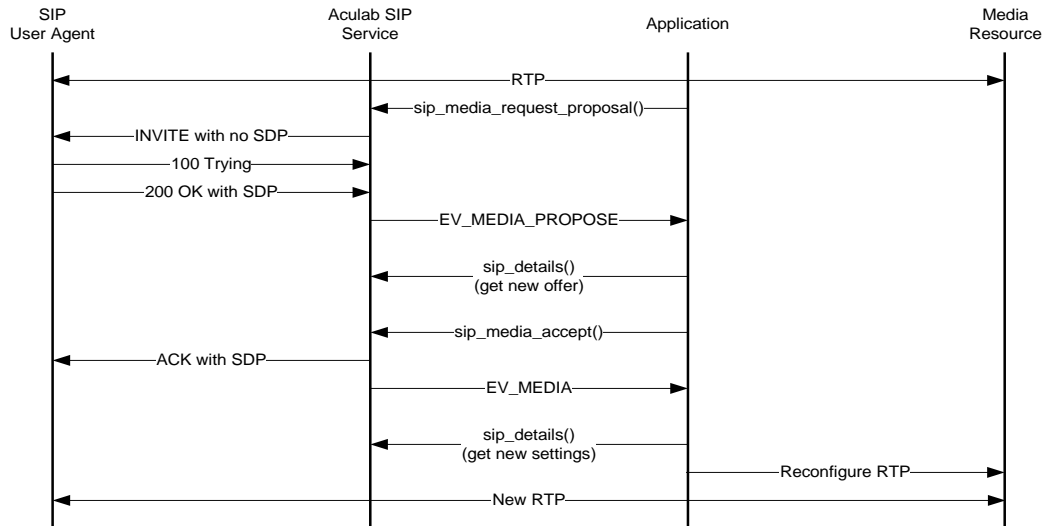 SIP
User Agent
Aculab SIP
Service
Application
Media
Resource
RTP
sip_media_request_proposal()
INVITE with no SDP
100 Trying
200 OK with SDP
EV_MEDIA_PROPOSE
sip_details()
(get new offer)
sip_media_accept()
ACK with SDP
EV_MEDIA
sip_details()
(get new settings)
Reconfigure RTP
New RTP